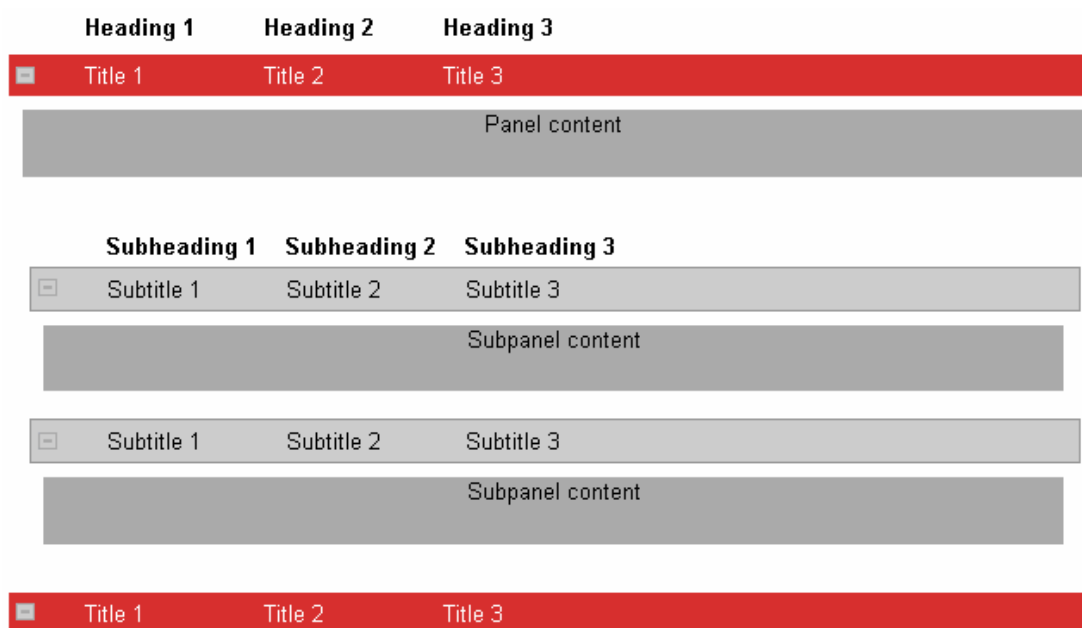 Heading 1 Heading 2 Heading 3
Title 1 Title 2 Title 3
Panel content
Subheading 1 Subheading 2 Subheading 3
Subtitle 1 Subtitle 2 Subtitle 3
Subpanel content
Subtitle 1 Subtitle 2 Subtitle 3
Subpanel content
Title 1 Title 2 Title 3